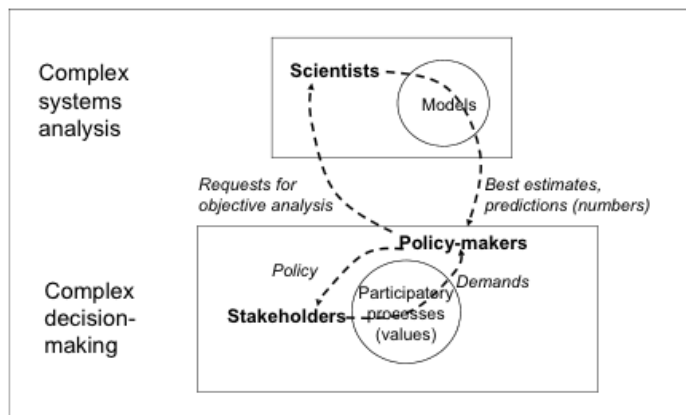 Complex
systems
analysis
Scientists
Models
Requests for
objective analysis
Best estimates,
predictions (numbers)
Policy-makers
Policy
Demands
Complex
decision-
making
Stakeholders
Participatory
processes
(values)